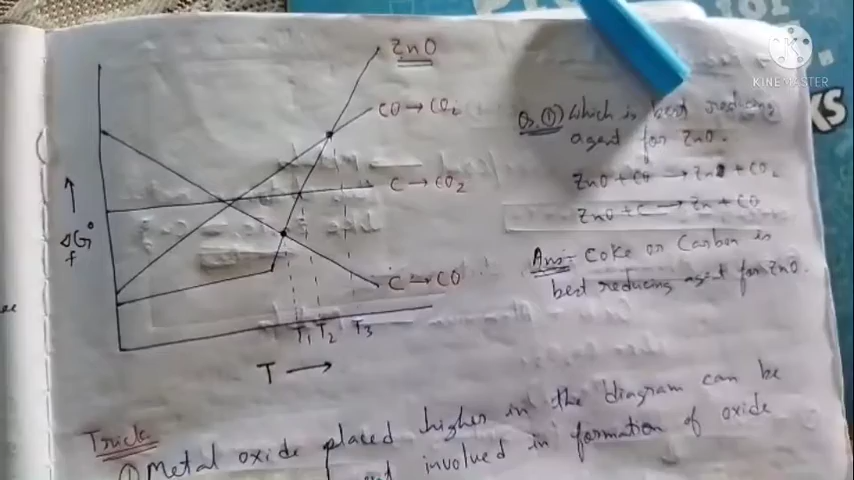 KINEMASTER
KS
ZnO
CO → CO₂
C → CO₂
C → CO
ΔG°
f
T₁ T₂ T₃
T →
Qs. ① Which is best reducing
agent for ZnO.
ZnO + CO → Zn + CO₂
ZnO + C → Zn + CO
Ans:- Coke or Carbon is
best reducing agent for ZnO.
Trick
① Metal oxide placed higher in the diagram can be
involved in formation of oxide